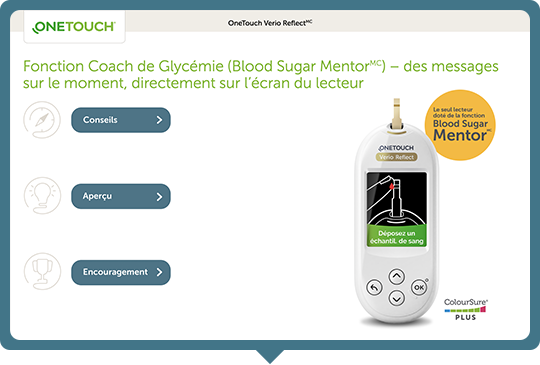 ONETOUCH®
OneTouch Verio Reflect MC
Fonction Coach de Glycémie (Blood Sugar Mentor MG) – des messages
sur le moment, directement sur l’écran du lecteur
Conseils
Aperçu
Encouragement
Le seul lecteur
doté de la fonction
Blood Sugar
Mentor MC
ONETOUCH
Verio Reflect
Déposez un
échantil. de sang
OK
ColourSure®
PLUS